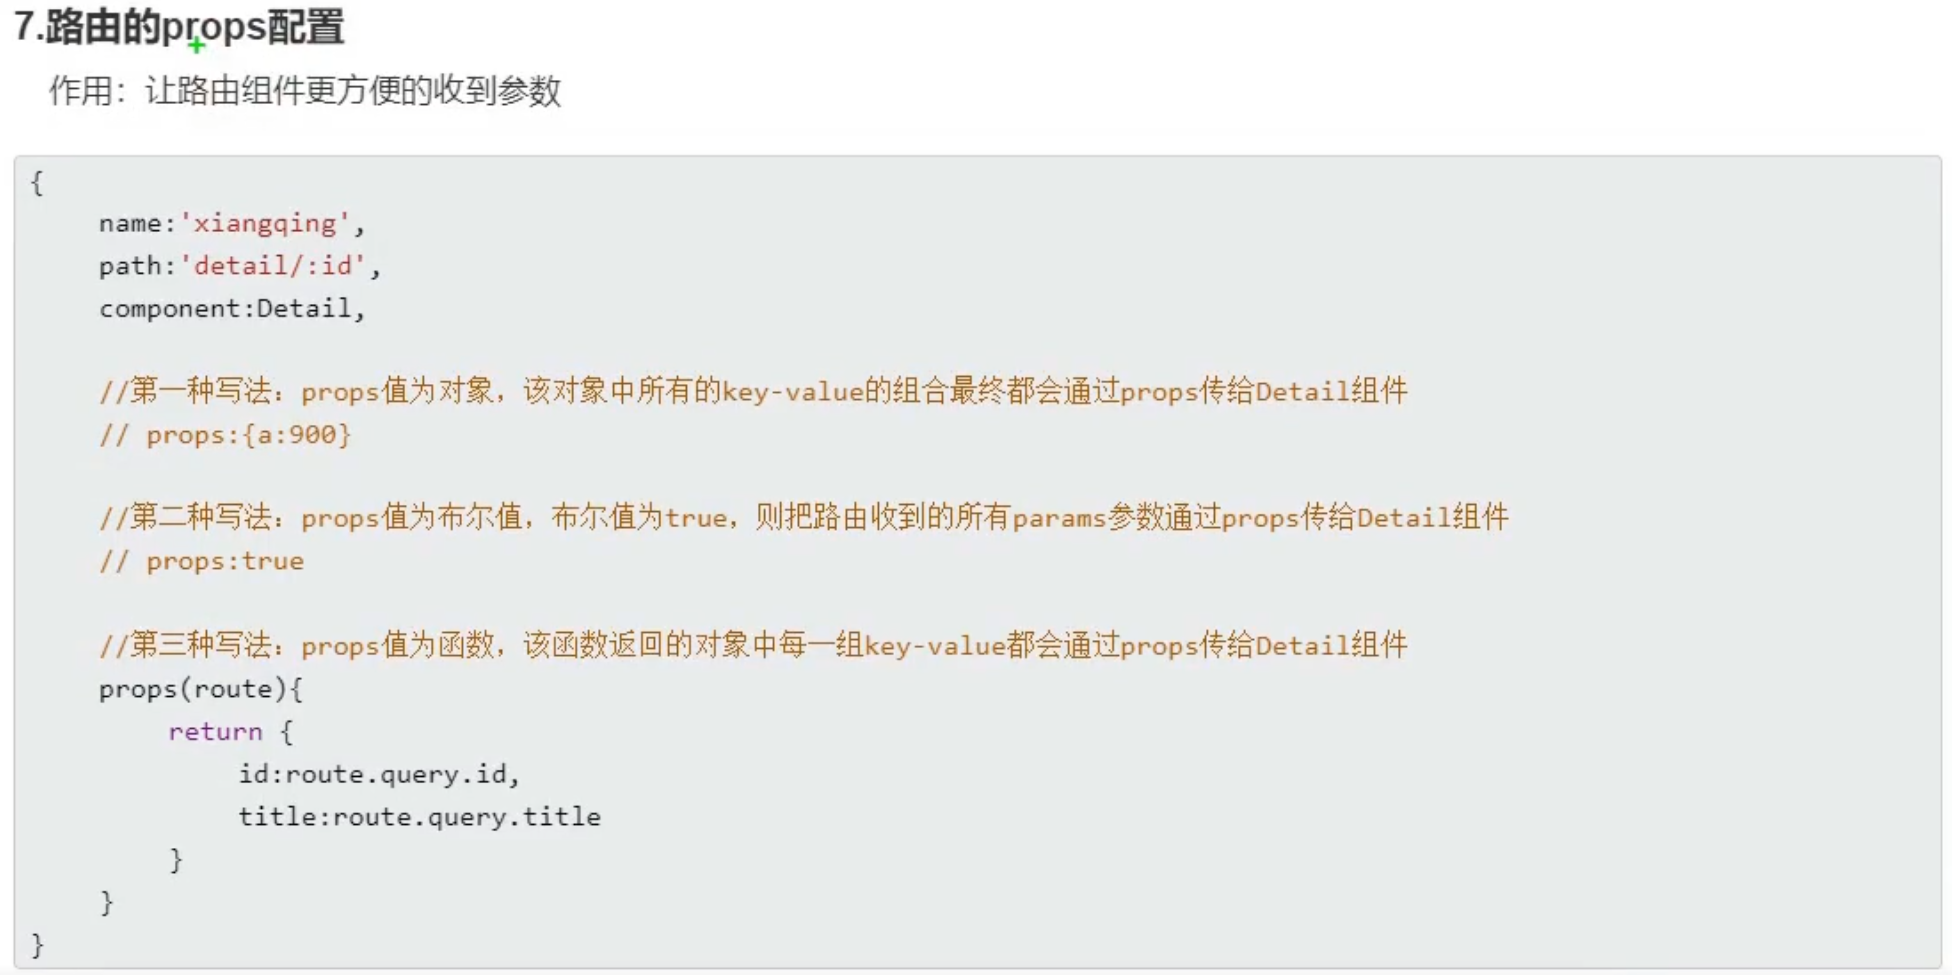 7.路由的props配置
作用：让路由组件更方便的收到参数
{
name:'xiangqing',
path:'detail/:id',
component:Detail,
//第一种写法：props值为对象，该对象中所有的key-value的组合最终都会通过props传给Detail组件
// props:{a:900}
//第二种写法：props值为布尔值，布尔值为true，则把路由收到的所有params参数通过props传给Detail组件
// props:true
//第三种写法：props值为函数，该函数返回的对象中每一组key-value都会通过props传给Detail组件
props(route){
return {
id:route.query.id,
title:route.query.title
}
}
}